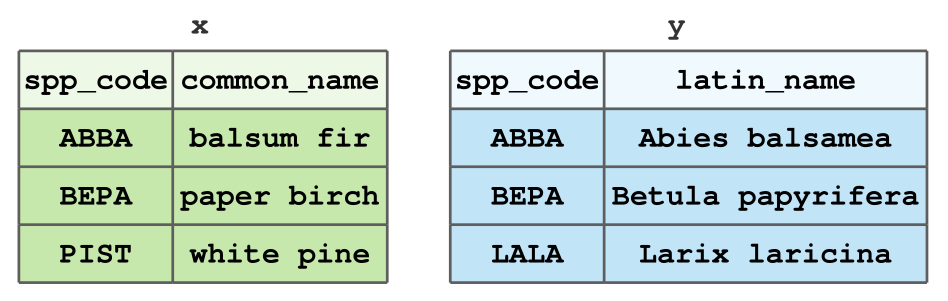 x y
spp_code common_name spp_code latin_name
ABBA balsum fir ABBA Abies balsamea
BEPA paper birch BEPA Betula papyrifera
PIST white pine LALA Larix laricina